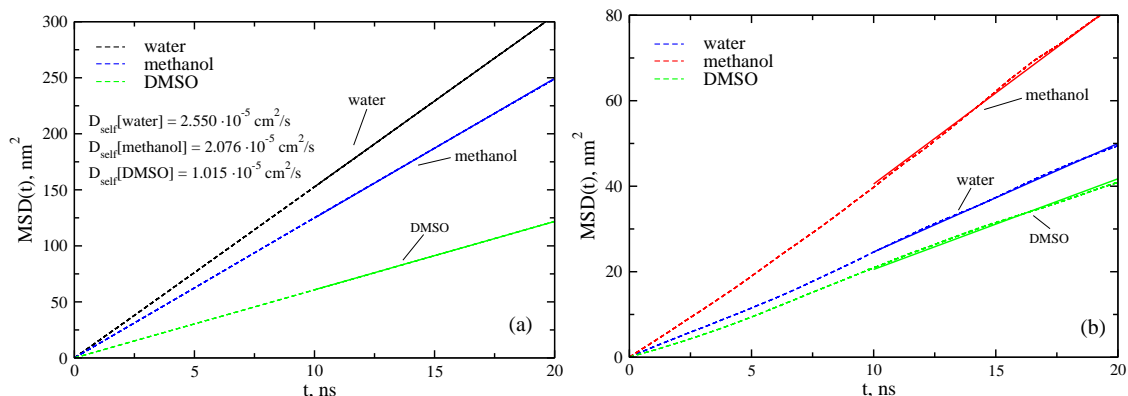 300
250
200
150
100
50
0
MSD(t), nm²
water
methanol
DMSO
D_self[water] = 2.550 ·10⁻⁵ cm²/s
D_self[methanol] = 2.076 ·10⁻⁵ cm²/s
D_self[DMSO] = 1.015 ·10⁻⁵ cm²/s
water
methanol
DMSO
(a)
0 5 10 15 20
t, ns
80
60
40
20
0
MSD(t), nm²
water
methanol
DMSO
methanol
water
DMSO
(b)
0 5 10 15 20
t, ns